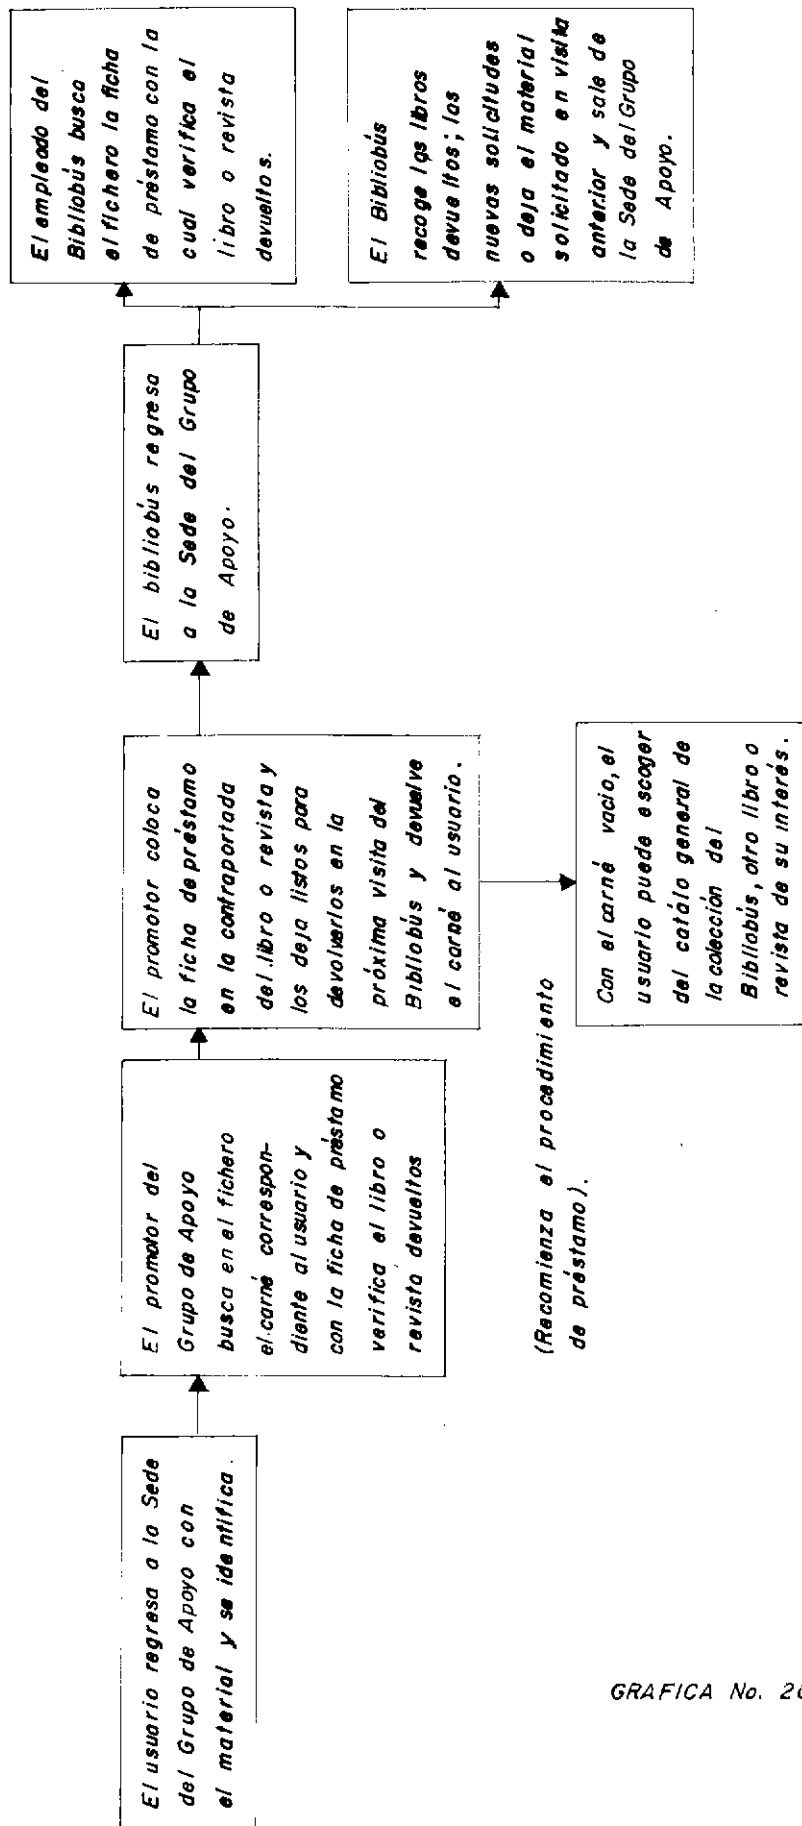 El usuario regresa a la Sede
del Grupo de Apoyo con
el material y se identifica.
El promotor del
Grupo de Apoyo
busca en el fichero
el carné correspon-
diente al usuario y
con la ficha de préstamo
verifica el libro o
revista devueltos
El promotor coloca
la ficha de préstamo
en la contraportada
del libro o revista y
los deja listos para
devolverlos en la
próxima visita del
Bibliobús y devuelve
el carné al usuario.
El bibliobús regresa
a la Sede del Grupo
de Apoyo.
El empleado del
Bibliobús busca
el fichero la ficha
de préstamo con la
cual verifica el
libro o revista
devueltos.
El Bibliobús
recoge los libros
devueltos; las
nuevas solicitudes
o deja el material
solicitado en visita
anterior y sale de
la Sede del Grupo
de Apoyo.
(Recomienza el procedimiento
de préstamo).
Con el carné vacio, el
usuario puede escoger
del catálo general de
la colección del
Bibliobús, otro libro o
revista de su interés.
GRAFICA No.